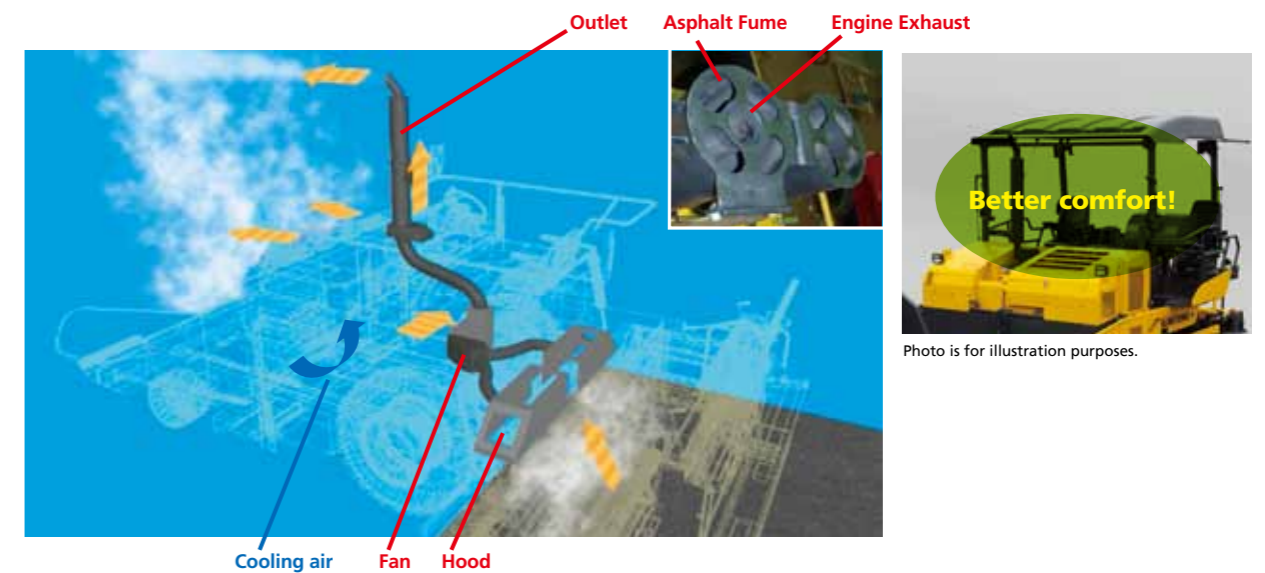 Outlet
Asphalt Fume
Engine Exhaust
Better comfort!
Photo is for illustration purposes.
Cooling air
Fan
Hood